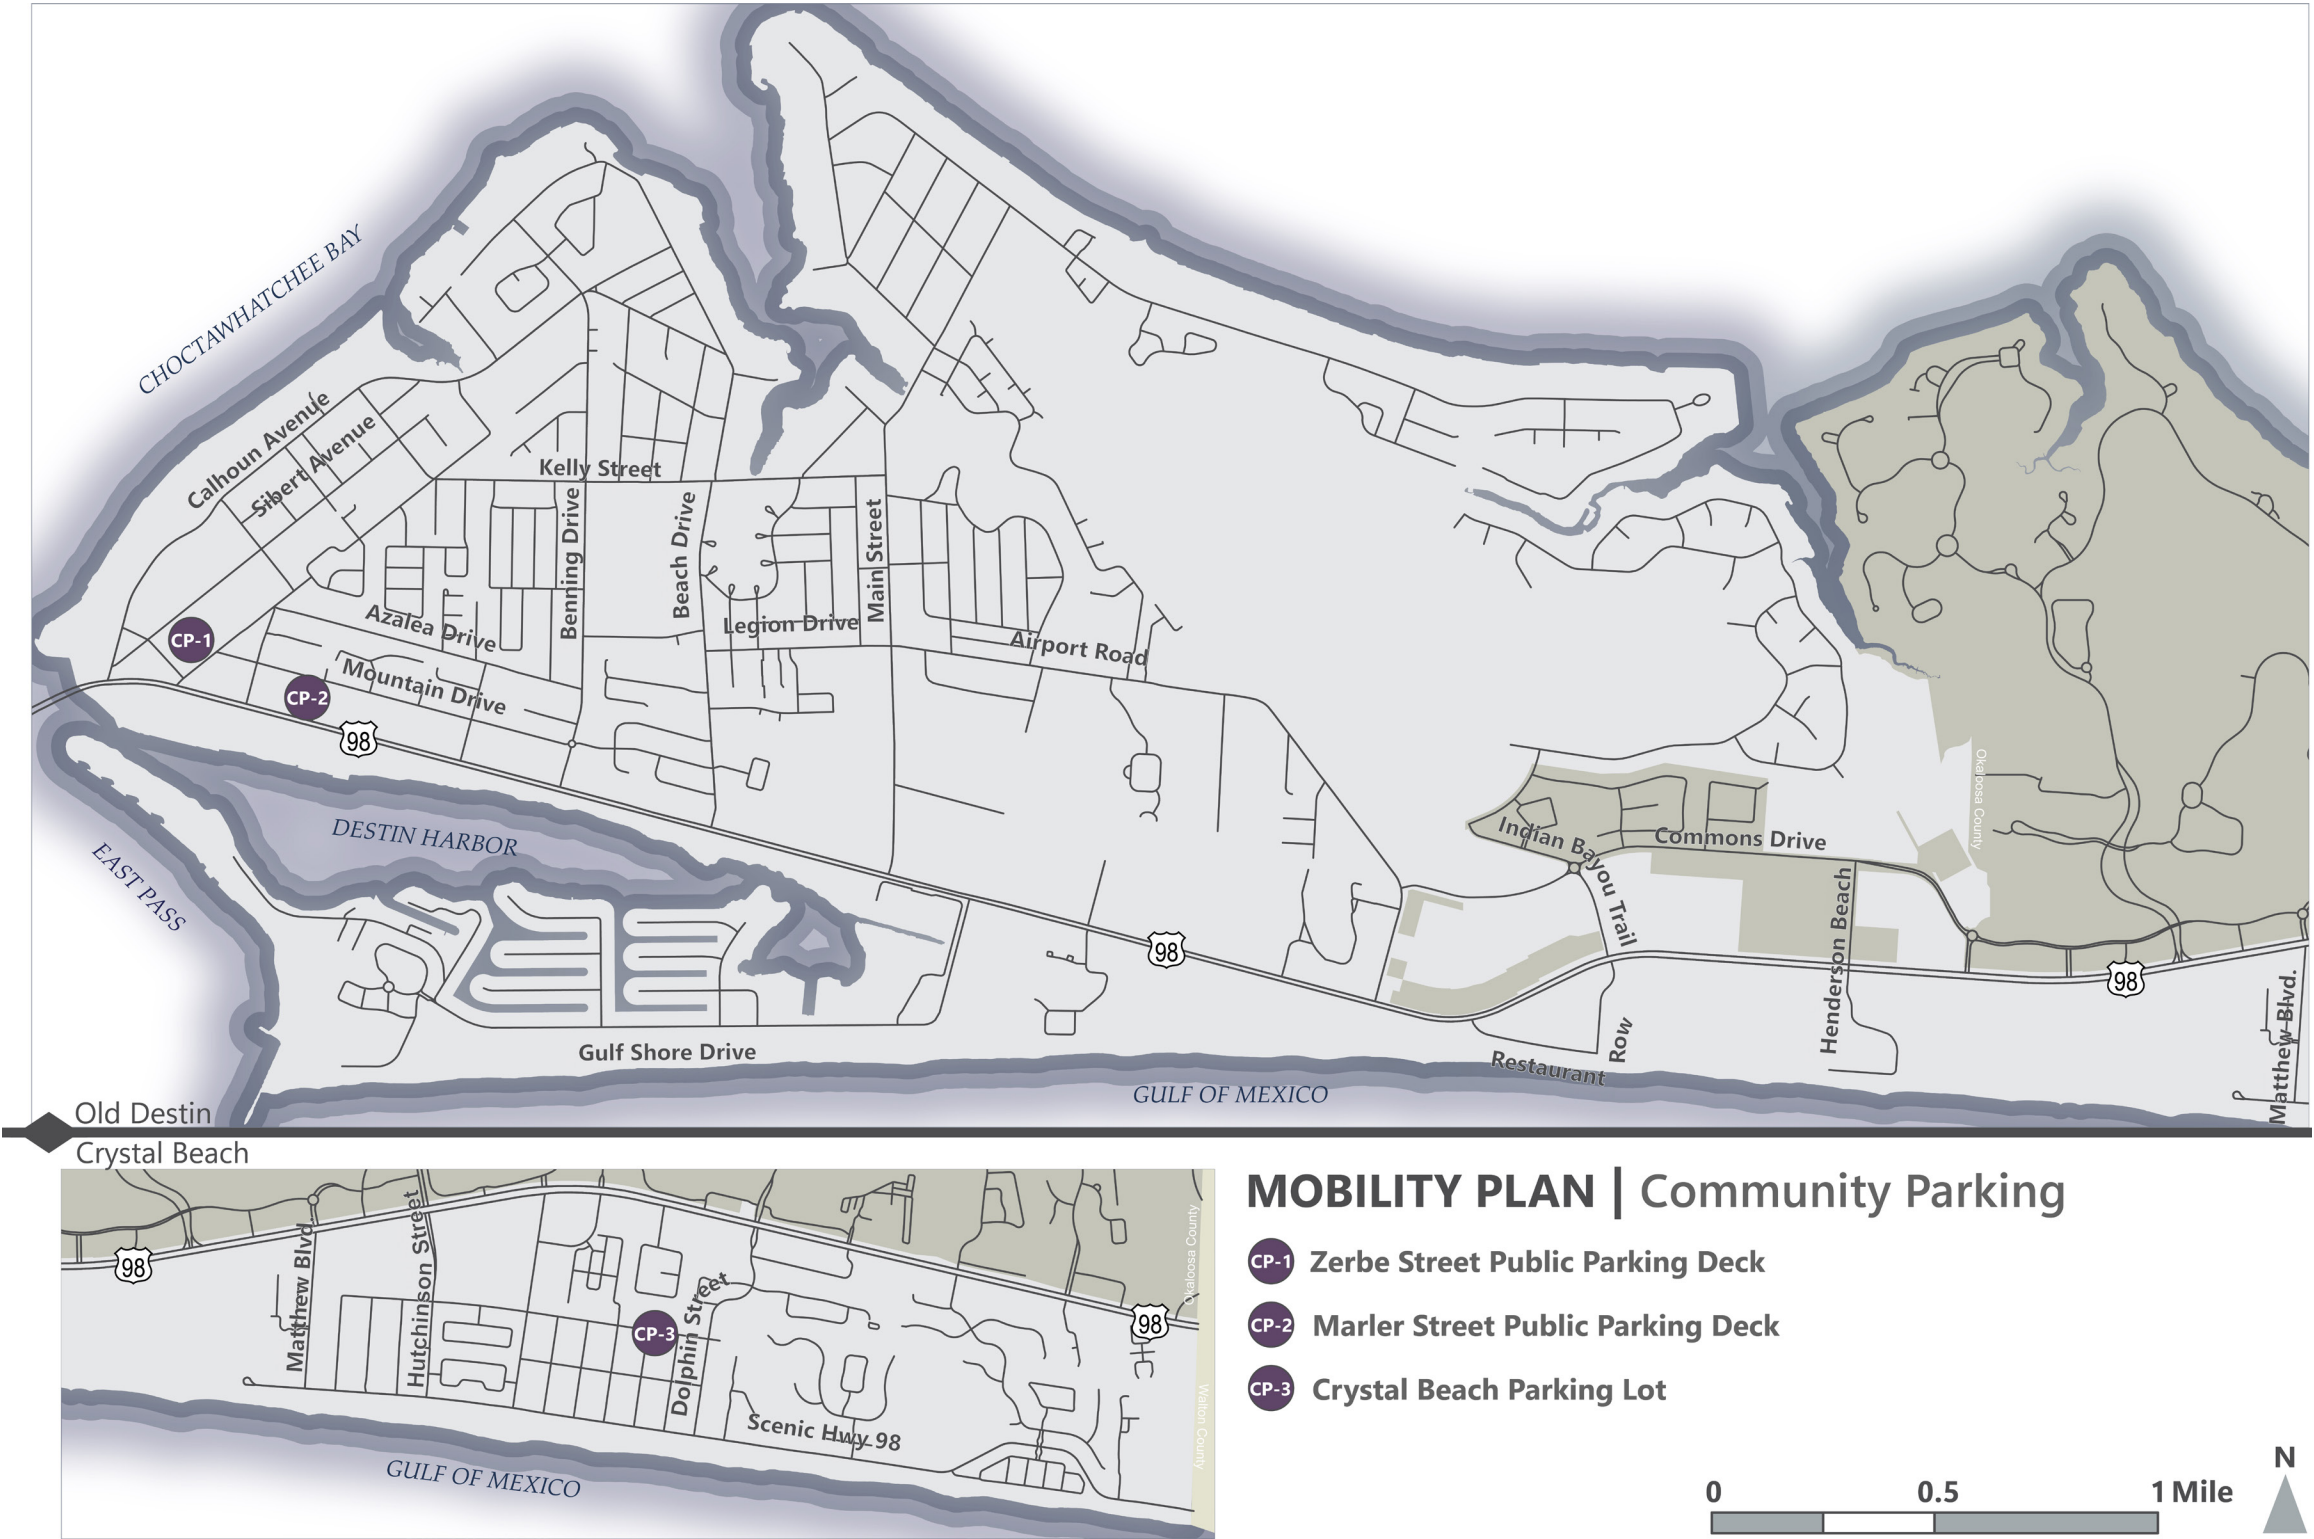 CHOCTAWHATCHEE BAY
Calhoun Avenue
Sibert Avenue
Kelly Street
Benning Drive
Beach Drive
Main Street
Legion Drive
Azalea Drive
Airport Road
Mountain Drive
CP-1
CP-2
98
DESTIN HARBOR
EAST PASS
Okaloosa County
Indian Bayou Trail
Commons Drive
Henderson Beach
98
98
Matthew Blvd.
Gulf Shore Drive
Restaurant Row
GULF OF MEXICO
Old Destin
Crystal Beach
98
Matthew Blvd.
Hutchinson Street
CP-3
Dolphin Street
Scenic Hwy 98
98
Okaloosa County
Walton County
GULF OF MEXICO
MOBILITY PLAN | Community Parking
CP-1 Zerbe Street Public Parking Deck
CP-2 Marler Street Public Parking Deck
CP-3 Crystal Beach Parking Lot
N
0 0.5 1 Mile